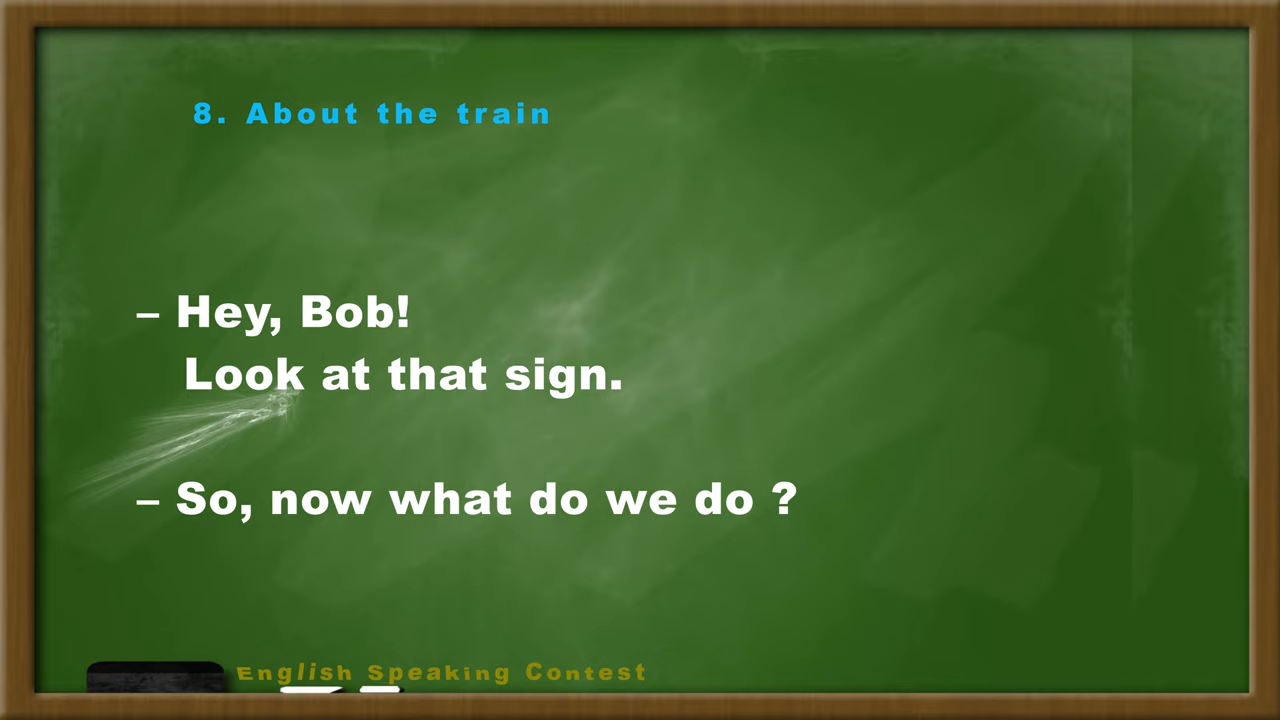 8. About the train
– Hey, Bob!
Look at that sign.
– So, now what do we do ?
English Speaking Contest